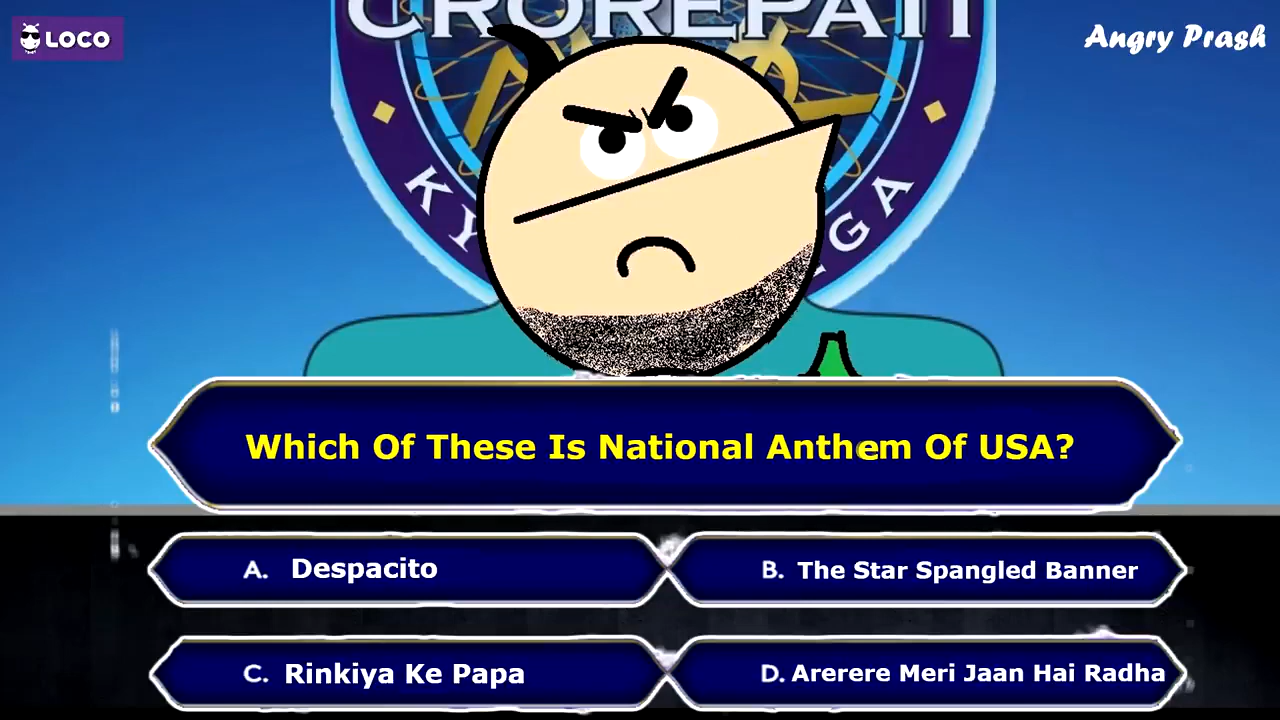 CROREPATI
LOCO
Angry Prash
KY
GA
Which Of These Is National Anthem Of USA?
A. Despacito
B. The Star Spangled Banner
C. Rinkiya Ke Papa
D. Arerere Meri Jaan Hai Radha